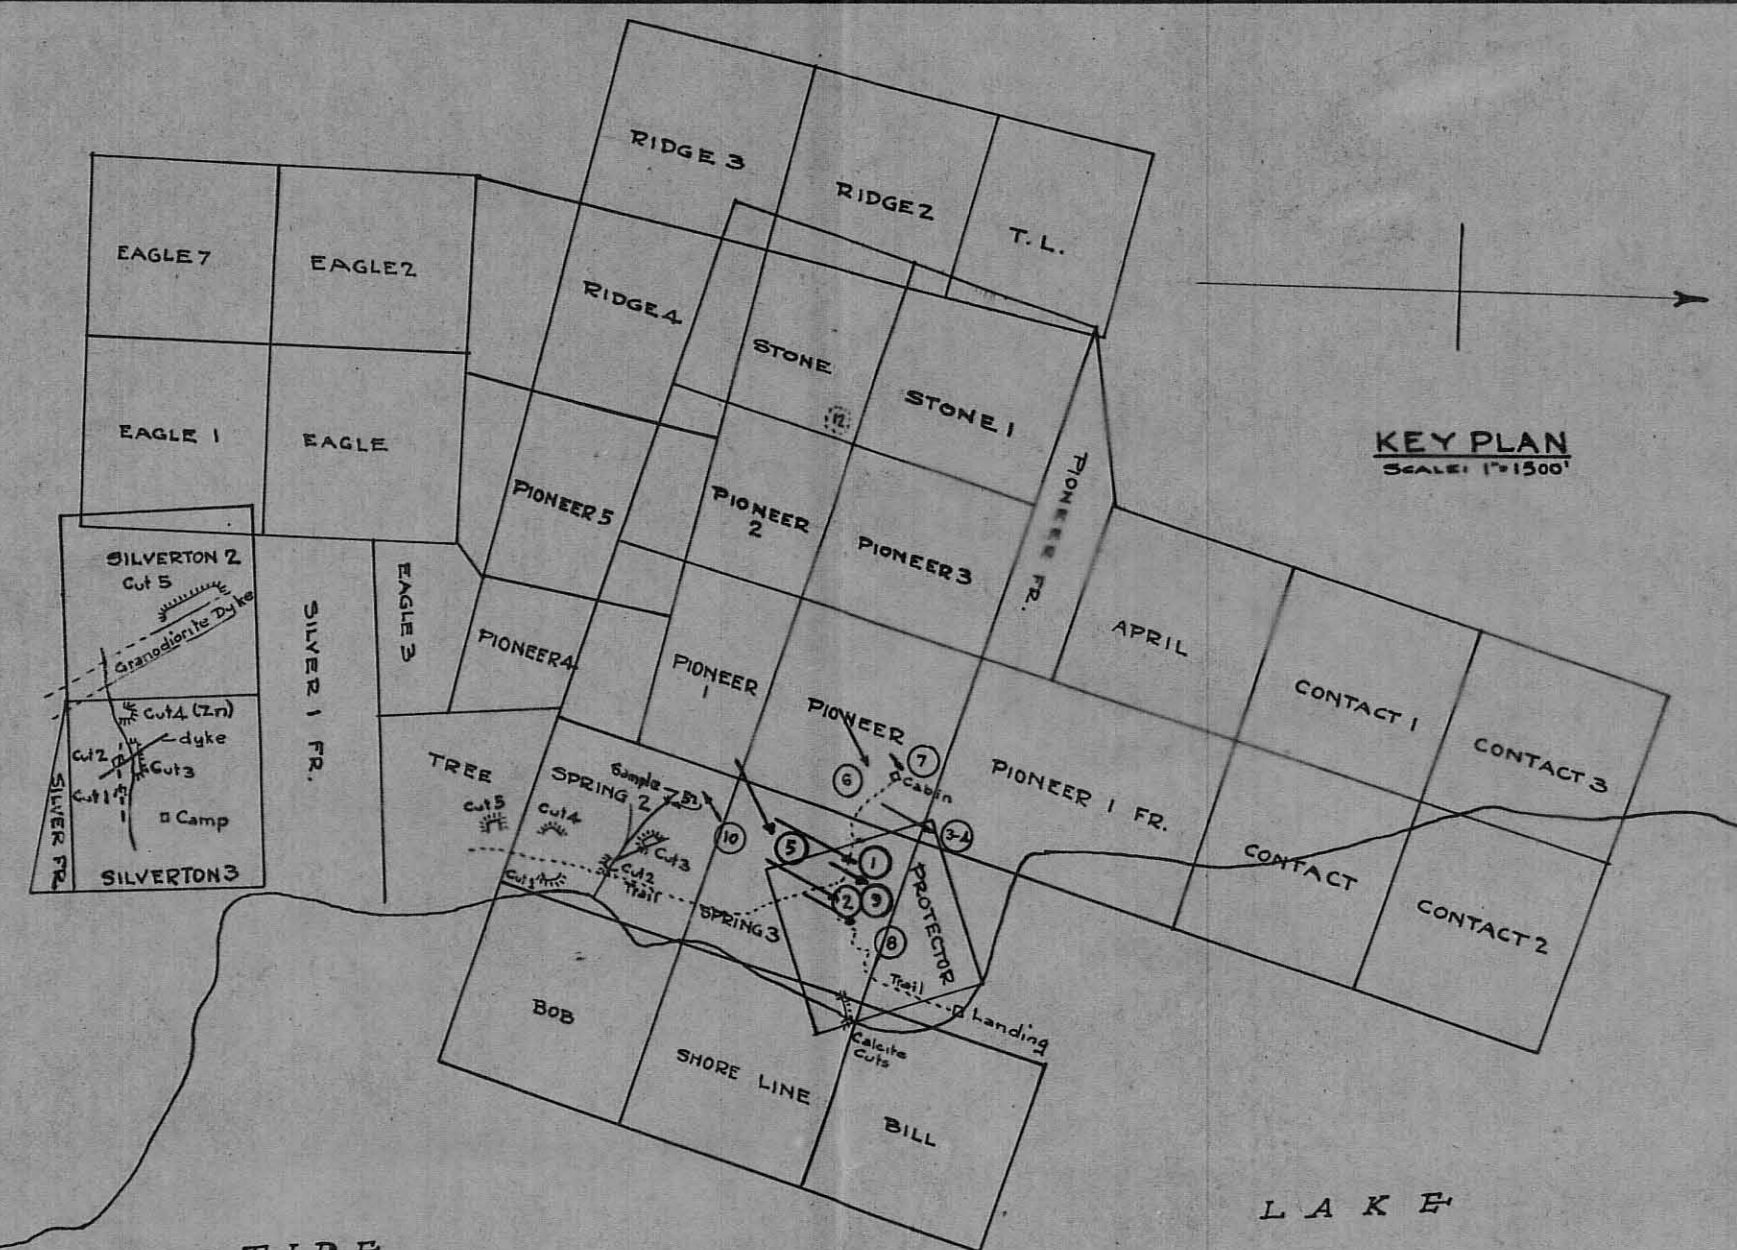 RIDGE 3
RIDGE 2
T. L.
EAGLE 7
EAGLE 2
RIDGE 4
STONE
STONE 1
12
KEY PLAN
SCALE: 1"=1500'
EAGLE 1
EAGLE
PIONEER 5
PIONEER
2
PIONEER 3
PIONEER FR.
SILVERTON 2
Cut 5
Granodiorite Dyke
SILVER 1 FR.
EAGLE 3
PIONEER 4
PIONEER
1
PIONEER
APRIL
CONTACT 1
CONTACT 3
Cut 4 (Zn)
dyke
Cut 2
Cut 3
Cut 1
Camp
SILVER FR.
SILVERTON 3
TREE
Cut 5
SPRING 2
Sample
Cut 4
Cut 3
Cut 2
Trail
Cut 1
SPRING 3
6
7
Cabin
3-A
10
5
1
2
9
8
PROTECTOR
PIONEER 1 FR.
CONTACT
CONTACT 2
Trail
Landing
Calcite
Cuts
BOB
SHORE LINE
BILL
LAKE
TIDE